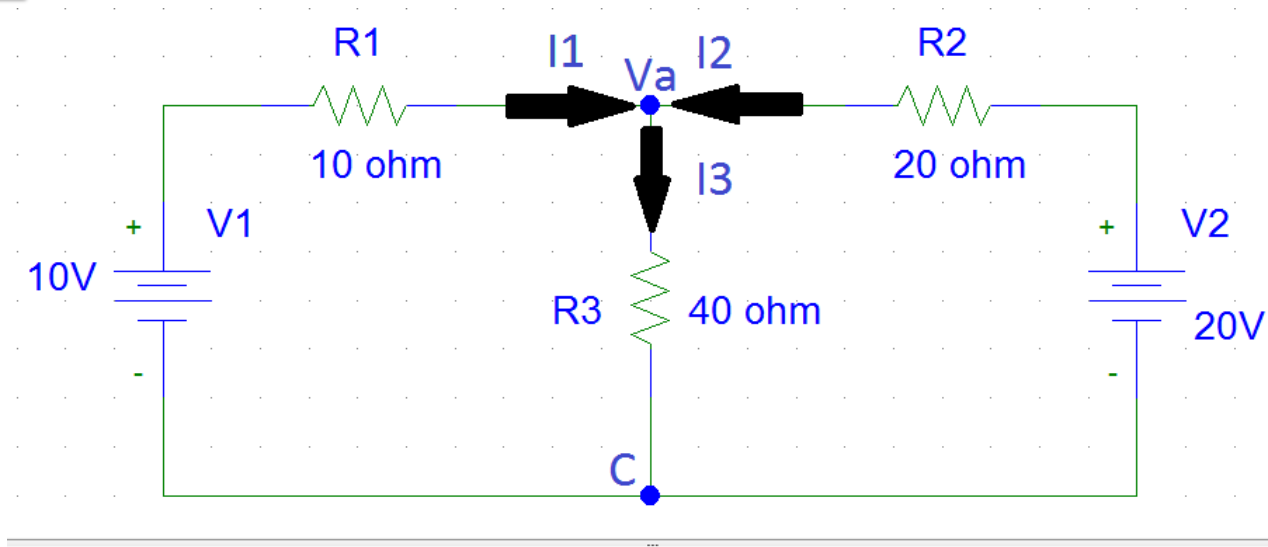 R1
I1
Va
I2
R2
10 ohm
I3
20 ohm
+
V1
+
V2
10V
R3
40 ohm
20V
-
-
C
...